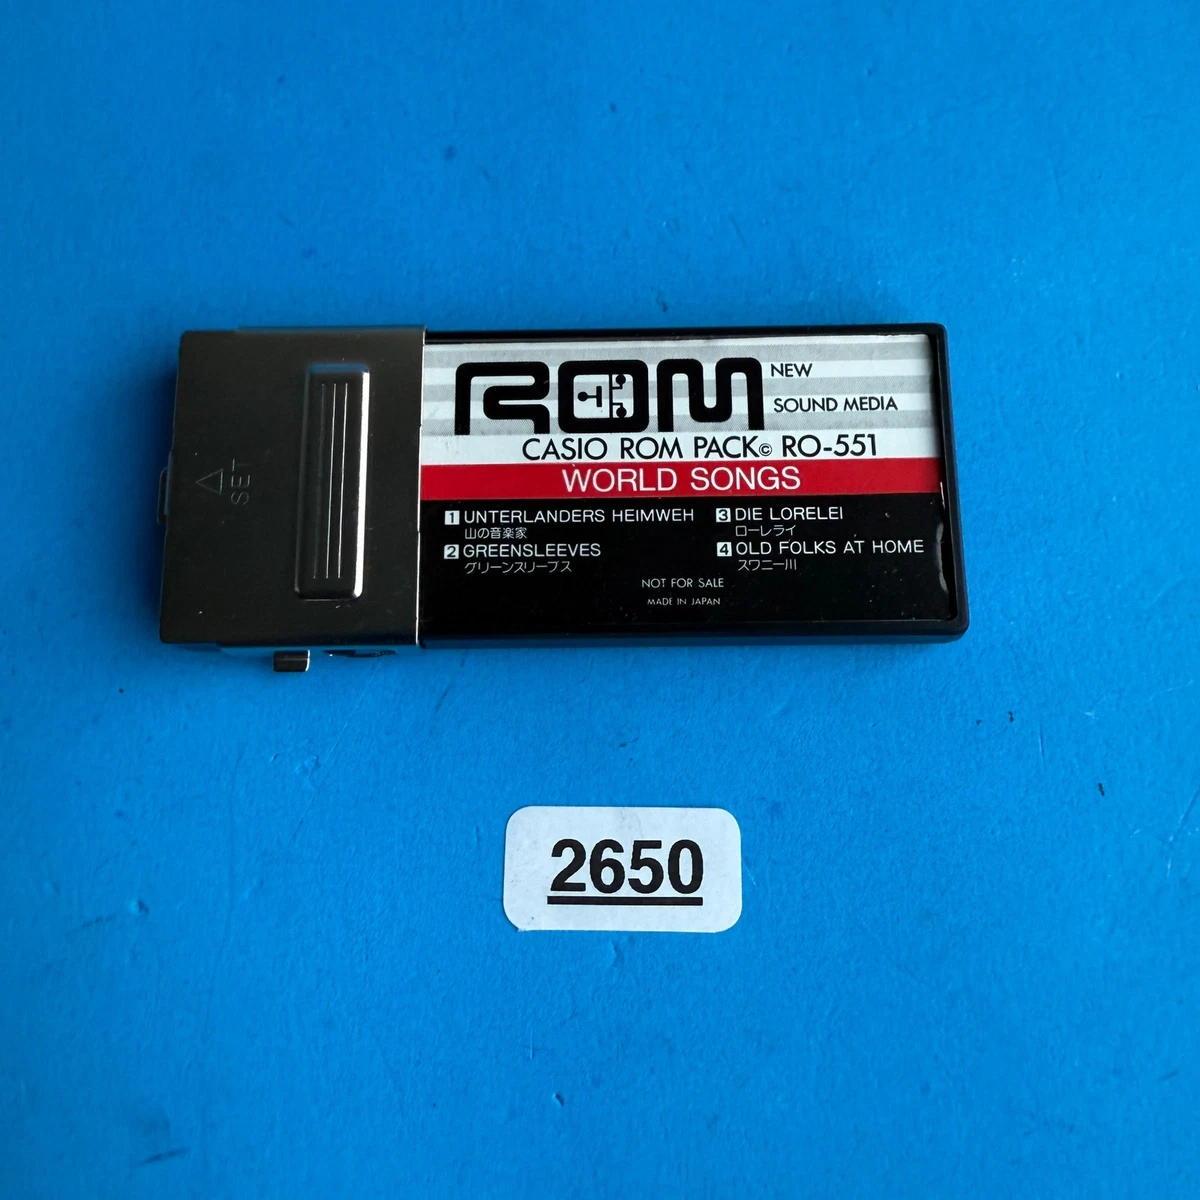 ROM
NEW
SOUND MEDIA
CASIO ROM PACK© RO-551
WORLD SONGS
1 UNTERLANDERS HEIMWEH
山の音楽家
2 GREENSLEEVES
グリーンスリーブス
3 DIE LORELEI
ローレライ
4 OLD FOLKS AT HOME
スワニー川
NOT FOR SALE
MADE IN JAPAN
△ SET
2650